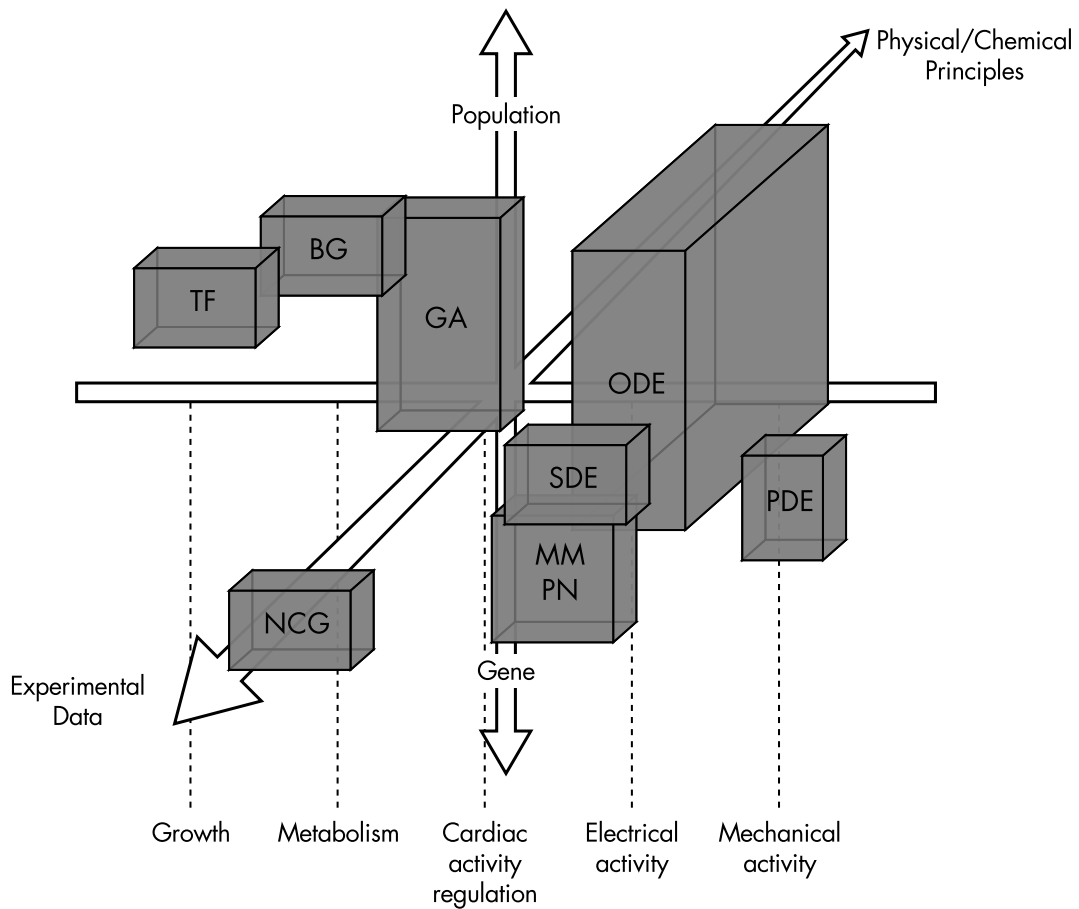 Physical/Chemical
Principles
Population
BG
TF
GA
ODE
SDE
PDE
MM
PN
NCG
Gene
Experimental
Data
Growth
Metabolism
Cardiac
activity
regulation
Electrical
activity
Mechanical
activity